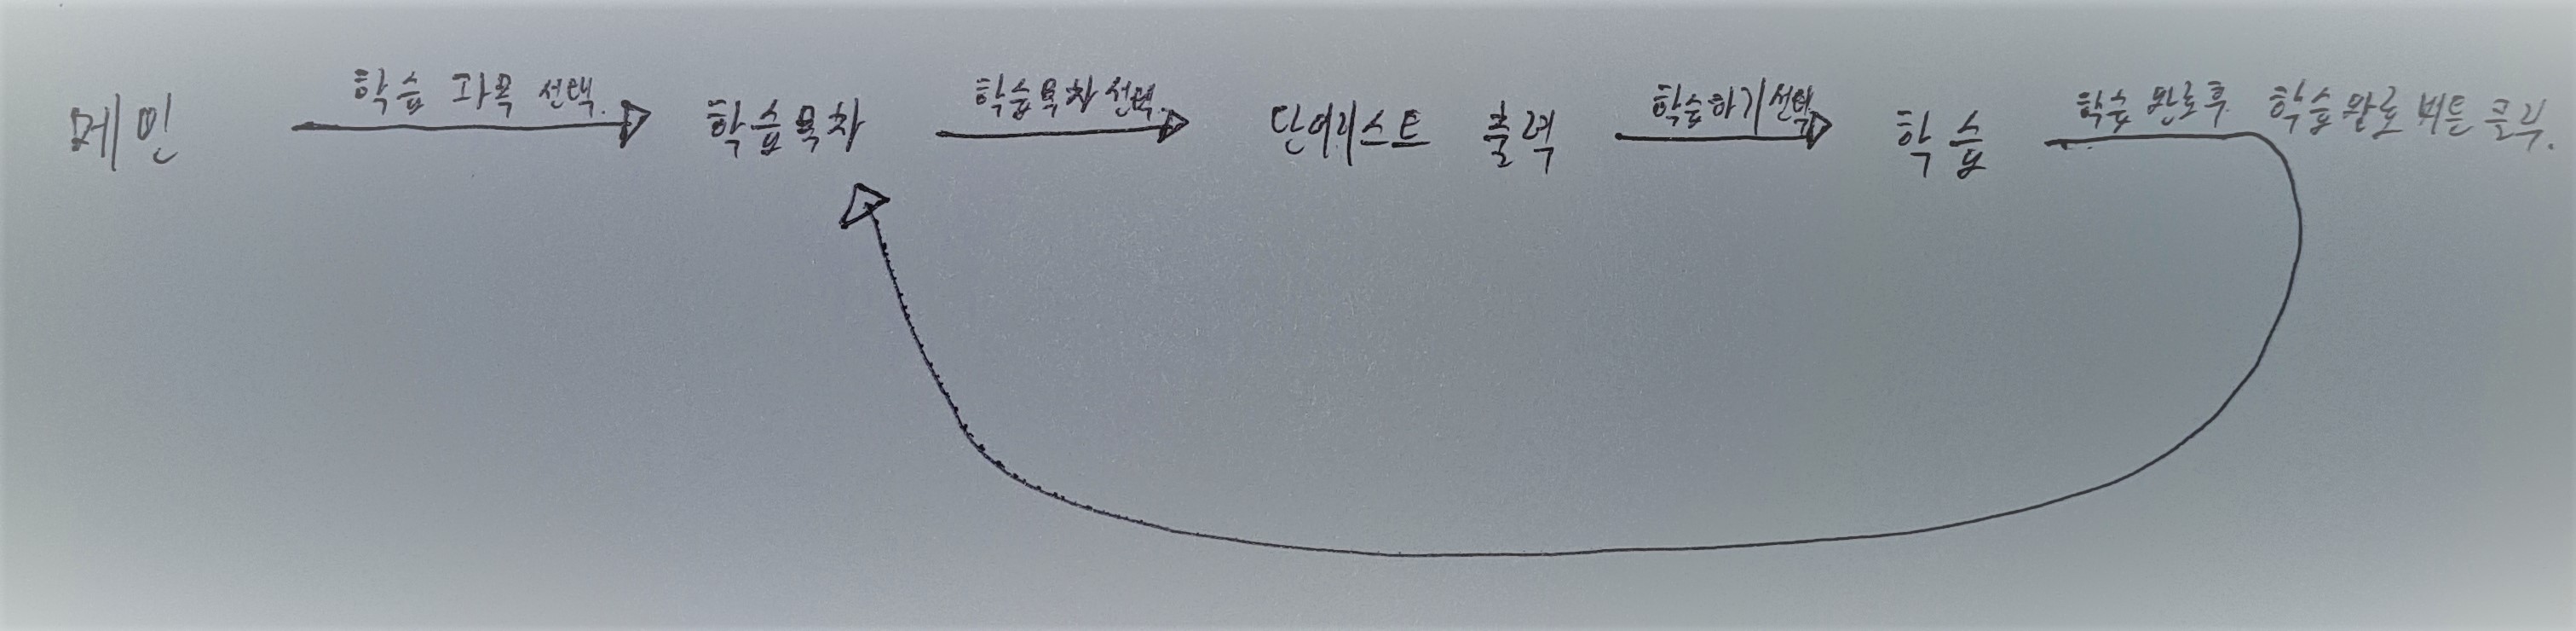 메인
학습 과목 선택.
학습목차
학습목차 선택.
단어리스트 출력
학습하기 선택
학습
학습 완료후 학습완료 버튼 클릭.